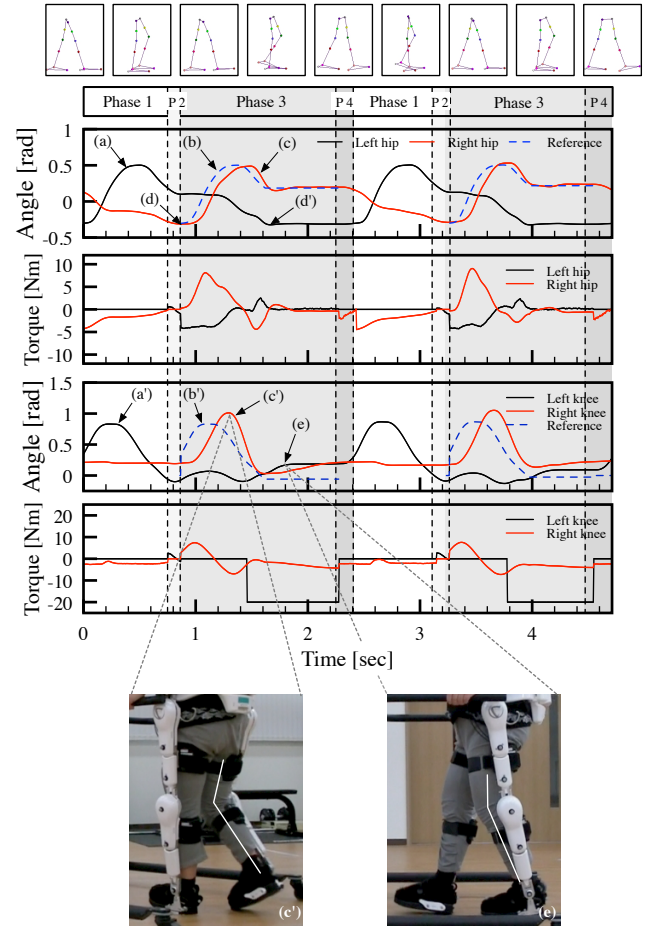 Phase 1 P 2 Phase 3 P 4 Phase 1 P 2 Phase 3 P 4
Angle [rad]
1
0.5
0
-0.5
(a) (b) (c) (d) (d')
Left hip Right hip Reference
Torque [Nm]
10
5
0
-5
-10
Left hip
Right hip
Angle [rad]
1.5
1
0.5
0
(a') (b') (c') (e)
Left knee
Right knee
Reference
Torque [Nm]
20
10
0
-10
-20
Left knee
Right knee
0 1 2 3 4
Time [sec]
(c') (e)